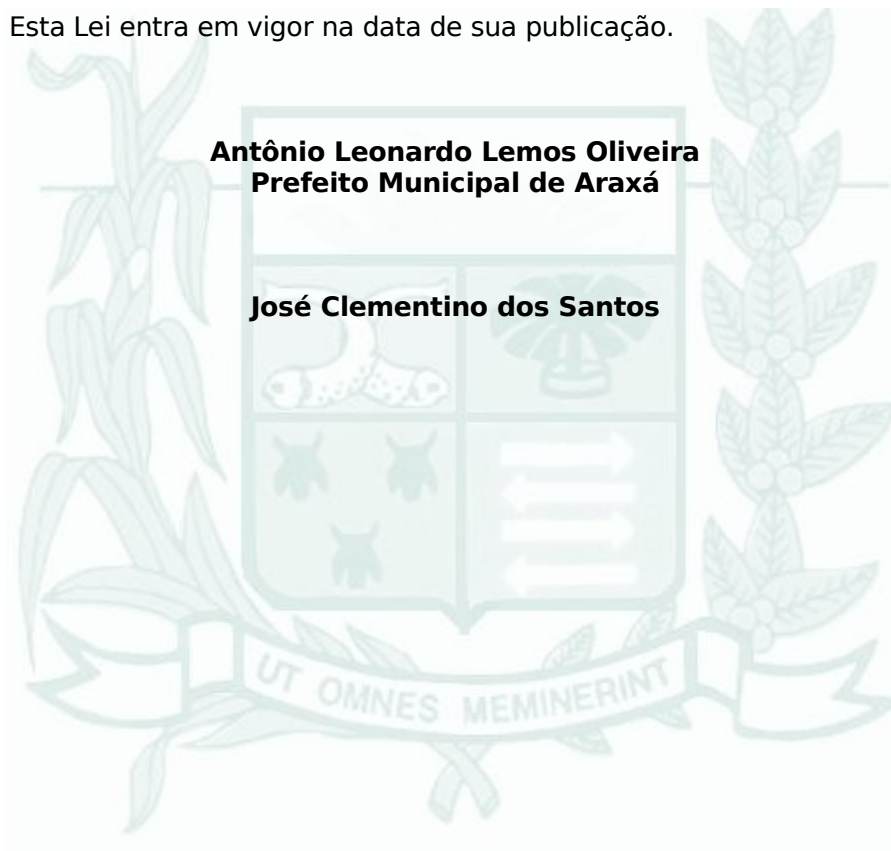 Esta Lei entra em vigor na data de sua publicação.
Antônio Leonardo Lemos Oliveira
Prefeito Municipal de Araxá
José Clementino dos Santos
UT OMNES MEMINERINT